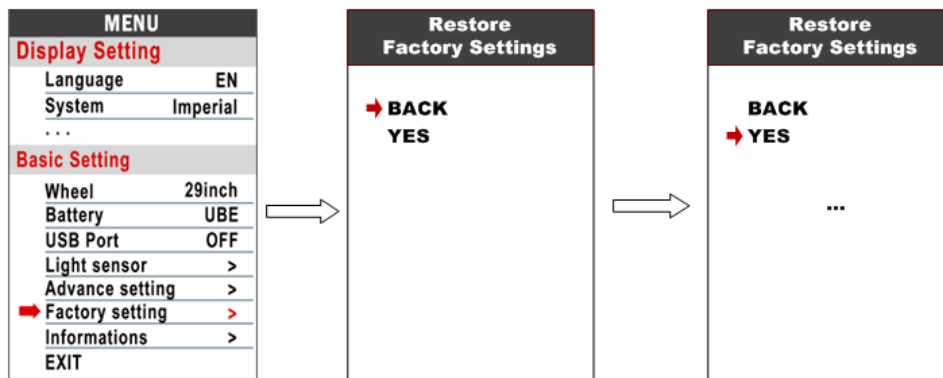 MENU
Display Setting
Language EN
System Imperial
. . .
Basic Setting
Wheel 29inch
Battery UBE
USB Port OFF
Light sensor >
Advance setting >
Factory setting >
Informations >
EXIT
Restore
Factory Settings
BACK
YES
Restore
Factory Settings
BACK
YES
...